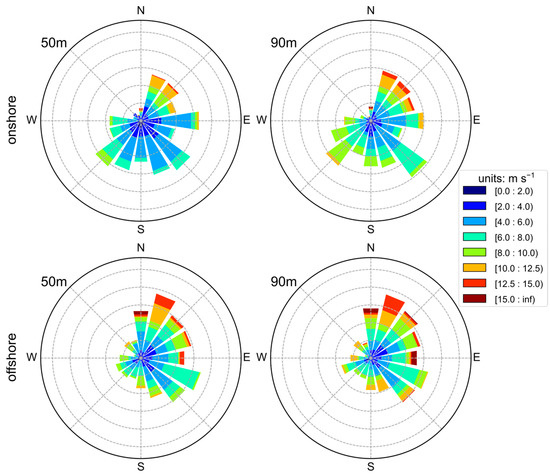 N
N
50m
90m
onshore
W
E
W
E
S
S
units: m s⁻¹
[0.0 : 2.0)
[2.0 : 4.0)
[4.0 : 6.0)
[6.0 : 8.0)
[8.0 : 10.0)
[10.0 : 12.5)
[12.5 : 15.0)
[15.0 : inf)
N
N
50m
90m
offshore
W
E
W
E
S
S